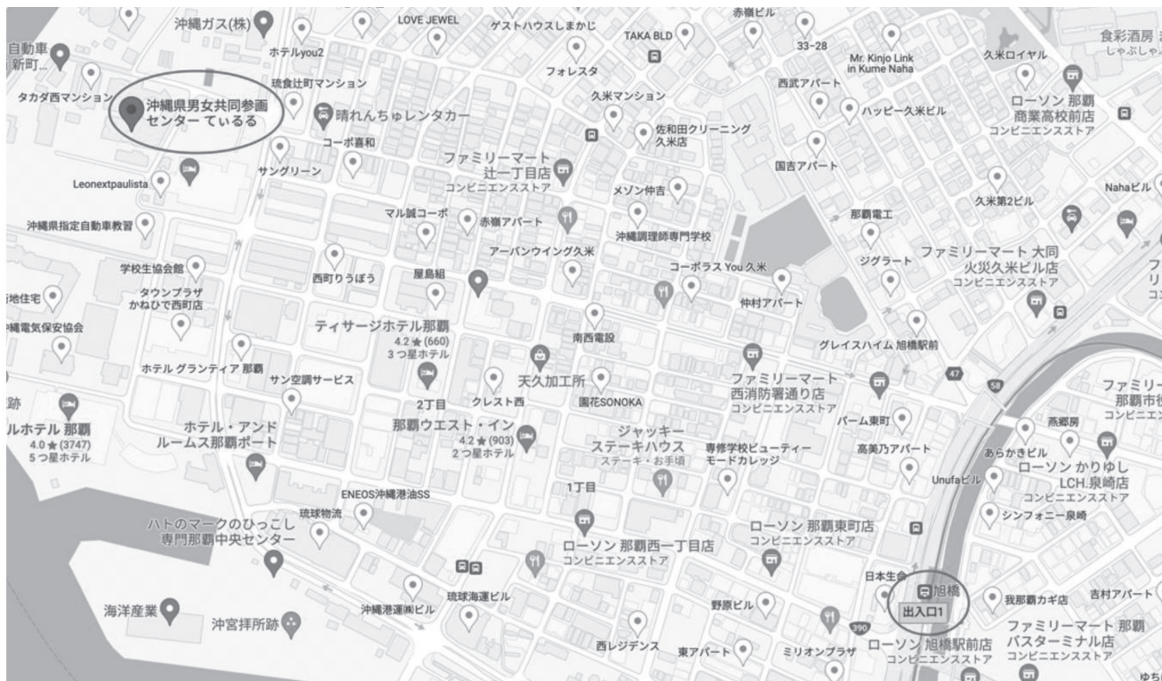 沖縄ガス(株)
LOVE JEWEL
ゲストハウスしまかじ
TAKA BLD
赤嶺ビル
33-28
Mr. Kinjo Link
in Kume Naha
久米ロイヤル
食彩酒房
しゃぶしゃ
自動車
新町...
ホテルyou2
フォレスタ
西武アパート
タカダ西マンション
琉食辻町マンション
久米マンション
ハッピー久米ビル
ローソン 那覇
商業高校前店
コンビニエンスストア
沖縄県男女共同参画
センター てぃるる
晴れんちゅレンタカー
佐和田クリーニング
久米店
コーポ喜和
サングリーン
ファミリーマート
辻一丁目店
コンビニエンスストア
国吉アパート
Leonextpaulista
メゾン仲吉
久米第2ビル
Nahaビル
マル誠コーポ
赤嶺アパート
沖縄調理師専門学校
那覇電工
沖縄県指定自動車教習
アーバンウイング久米
ファミリーマート 大同
火災久米ビル店
コンビニエンスストア
学校生協会館
西町りうぼう
屋島組
コーポラス You 久米
ジグラート
タウンプラザ
かねひで西町店
仲村アパート
地住宅
沖縄電気保安協会
ティサージホテル那覇
4.2★(660)
3 つ星ホテル
南西電設
グレイスハイム 旭橋駅前
ホテル グランティア 那覇
サン空調サービス
天久加工所
ファミリーマート
西消防署通り店
コンビニエンスストア
47
58
ファミリー
那覇市役
コンビニエ
クレスト西
園花SONOKA
跡
ルホテル 那覇
4.0★(3747)
5 つ星ホテル
ホテル・アンド
ルームス那覇ポート
2丁目
那覇ウエスト・イン
4.2★(903)
2 つ星ホテル
ジャッキー
ステーキハウス
ステーキ・お手頃
専修学校ビューティー
モードカレッジ
パーム東町
高美乃アパート
燕郷房
あらかきビル
ローソン かりゆし
LCH.泉崎店
コンビニエンスストア
Unufaビル
1丁目
ENEOS沖縄港油SS
琉球物流
シンフォニー泉崎
ハトのマークのひっこし
専門那覇中央センター
ローソン 那覇西一丁目店
コンビニエンスストア
ローソン 那覇東町店
コンビニエンスストア
日本生命
旭橋
出入口1
我那覇カギ店
吉村アパート
海洋産業
沖宮拝所跡
沖縄港運㈱ビル
琉球海運ビル
野原ビル
390
西レジデンス
東アパート
ミリオンプラザ
ローソン 旭橋駅前店
コンビニエンスストア
ファミリーマート 那覇
バスターミナル店
コンビニエンスストア
ゆち